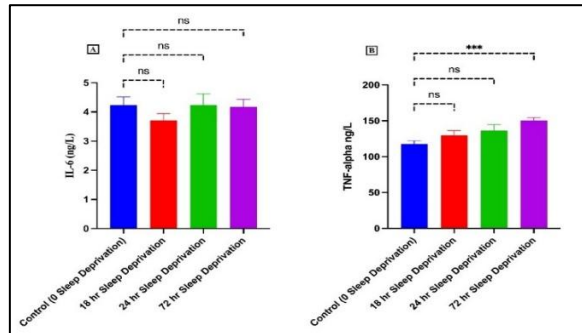 A
ns
ns
ns
IL-6 (ng/L)
5
4
3
2
1
0
Control (0 Sleep Deprivation)
18 hr Sleep Deprivation
24 hr Sleep Deprivation
72 hr Sleep Deprivation
B
***
ns
ns
TNF-alpha ng/L
200
150
100
50
0
Control (0 Sleep Deprivation)
18 hr Sleep Deprivation
24 hr Sleep Deprivation
72 hr Sleep Deprivation